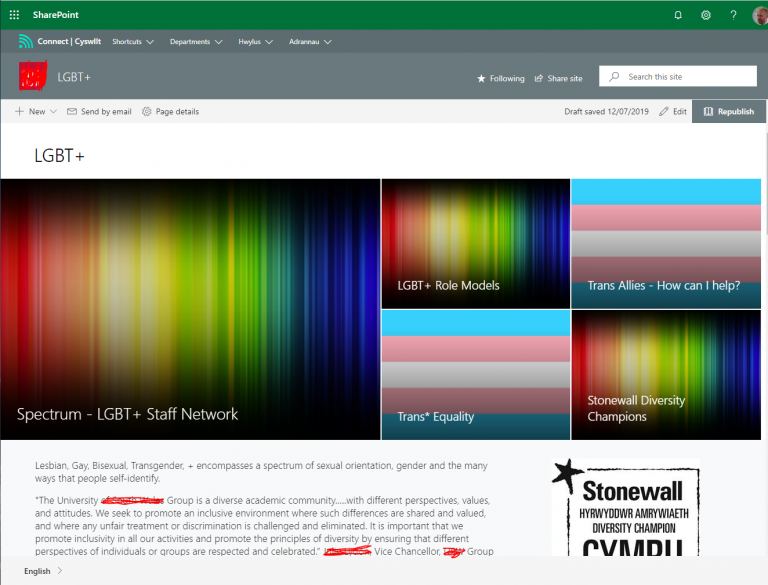 SharePoint
?
Connect | Cyswllt Shortcuts Departments Hwylus Adrannau
LGBT+
Following Share site Search this site
New Send by email Page details Draft saved 12/07/2019 Edit Republish
LGBT+
Spectrum - LGBT+ Staff Network
LGBT+ Role Models
Trans Allies - How can I help?
Trans* Equality
Stonewall Diversity
Champions
Lesbian, Gay, Bisexual, Transgender, + encompasses a spectrum of sexual orientation, gender and the many
ways that people self-identify.
"The University Group is a diverse academic community.....with different perspectives, values,
and attitudes. We seek to promote an inclusive environment where such differences are shared and valued,
and where any unfair treatment or discrimination is challenged and eliminated. It is important that we
promote inclusivity in all our activities and promote the principles of diversity by ensuring that different
perspectives of individuals or groups are respected and celebrated." Vice Chancellor, Group
Stonewall
HYRWYDDWR AMRYWIAETH
DIVERSITY CHAMPION
CYMRU
English